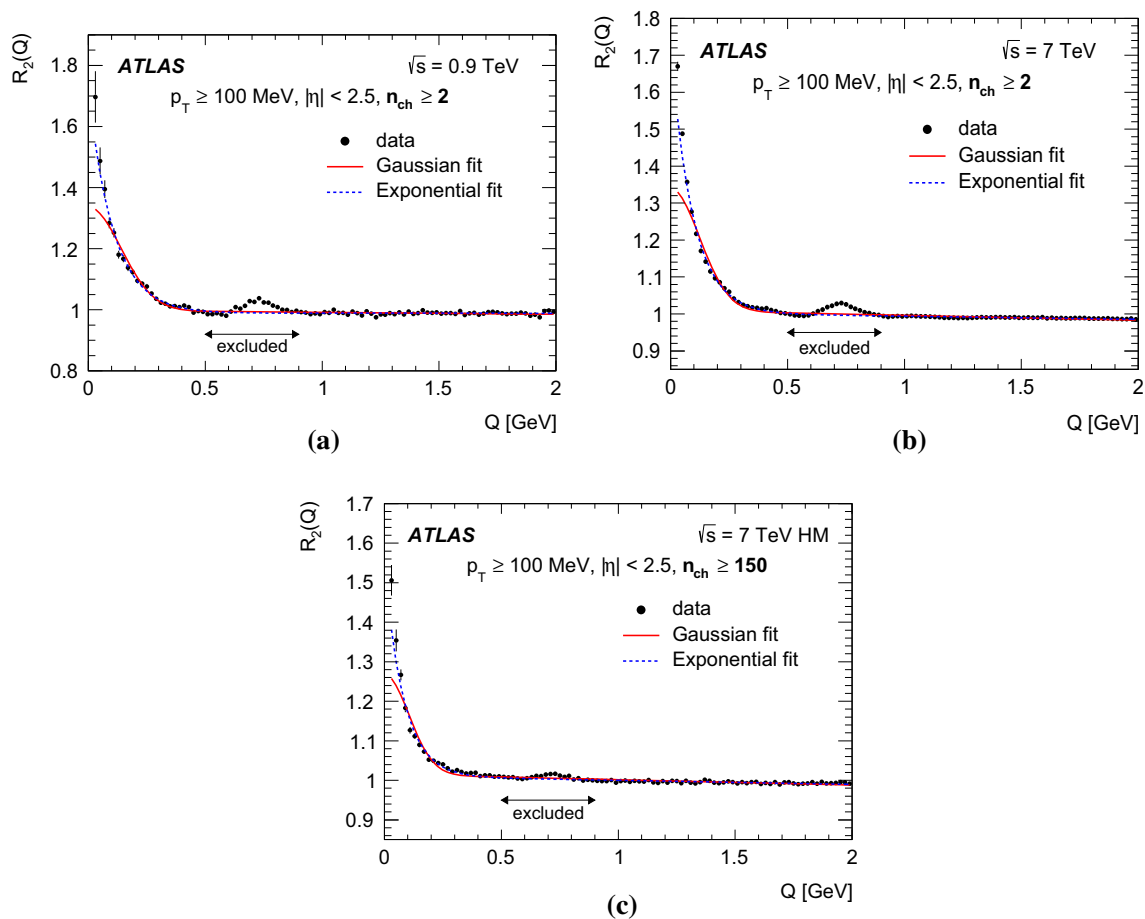 R₂(Q)
ATLAS
√s = 0.9 TeV
p_T ≥ 100 MeV, |η| < 2.5, n_ch ≥ 2
data
Gaussian fit
Exponential fit
excluded
1.8
1.6
1.4
1.2
1
0.8
0 0.5 1 1.5 2
Q [GeV]
(a)
R₂(Q)
ATLAS
√s = 7 TeV
p_T ≥ 100 MeV, |η| < 2.5, n_ch ≥ 2
data
Gaussian fit
Exponential fit
excluded
1.8
1.7
1.6
1.5
1.4
1.3
1.2
1.1
1
0.9
0 0.5 1 1.5 2
Q [GeV]
(b)
R₂(Q)
ATLAS
√s = 7 TeV HM
p_T ≥ 100 MeV, |η| < 2.5, n_ch ≥ 150
data
Gaussian fit
Exponential fit
excluded
1.7
1.6
1.5
1.4
1.3
1.2
1.1
1
0.9
0 0.5 1 1.5 2
Q [GeV]
(c)